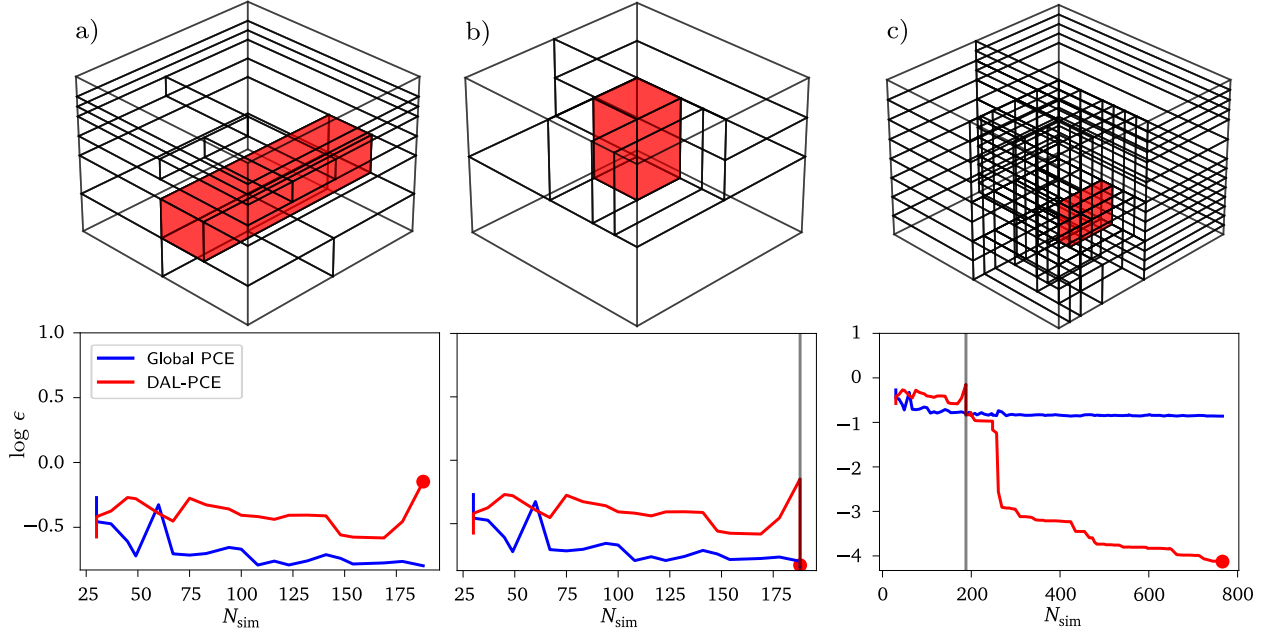 a)
b)
c)
1.0
0.5
0.0
−0.5
log ϵ
Global PCE
DAL-PCE
25 50 75 100 125 150 175
N_sim
25 50 75 100 125 150 175
N_sim
1
0
−1
−2
−3
−4
0 200 400 600 800
N_sim